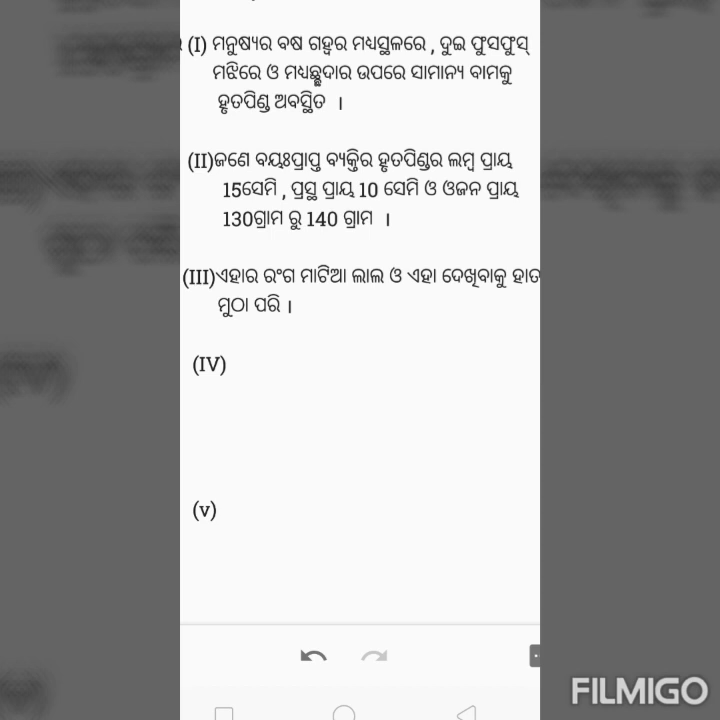 (I) ମନୁଷ୍ୟର ବକ୍ଷ ଗହ୍ୱର ମଧ୍ୟସ୍ଥଳରେ , ଦୁଇ ଫୁସଫୁସ୍
ମଝିରେ ଓ ମଧ୍ୟଚ୍ଛଦାର ଉପରେ ସାମାନ୍ୟ ବାମକୁ
ହୃତପିଣ୍ଡ ଅବସ୍ଥିତ ।
(II)ଜଣେ ବୟଃପ୍ରାପ୍ତ ବ୍ୟକ୍ତିର ହୃତପିଣ୍ଡର ଲମ୍ବ ପ୍ରାୟ
15ସେମି , ପ୍ରସ୍ଥ ପ୍ରାୟ 10 ସେମି ଓ ଓଜନ ପ୍ରାୟ
130ଗ୍ରାମ ରୁ 140 ଗ୍ରାମ ।
(III)ଏହାର ରଂଗ ମାଟିଆ ଲାଲ ଓ ଏହା ଦେଖିବାକୁ ହାତ
ମୁଠା ପରି ।
(IV)
(v)
FILMIGO